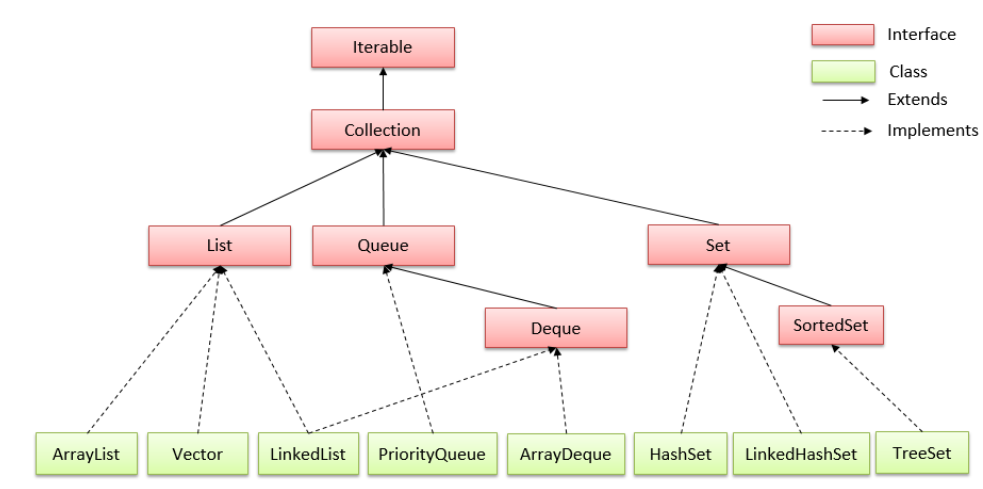 Iterable
Interface
Class
Collection
Extends
Implements
List
Queue
Set
Deque
SortedSet
ArrayList
Vector
LinkedList
PriorityQueue
ArrayDeque
HashSet
LinkedHashSet
TreeSet